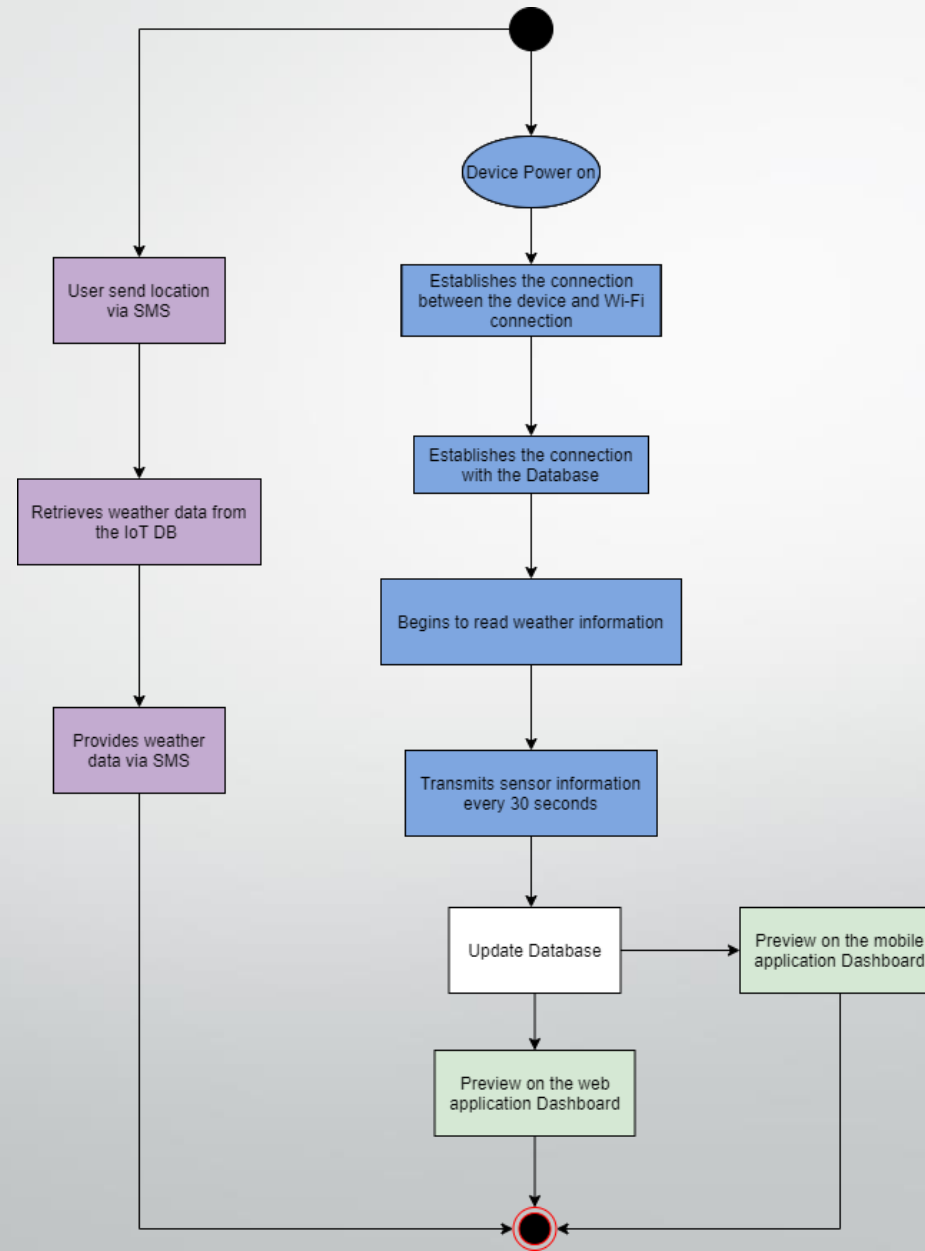 Device Power on
User send location
via SMS
Establishes the connection
between the device and Wi-Fi
connection
Establishes the connection
with the Database
Retrieves weather data from
the IoT DB
Begins to read weather information
Provides weather
data via SMS
Transmits sensor information
every 30 seconds
Update Database
Preview on the mobile
application Dashboard
Preview on the web
application Dashboard